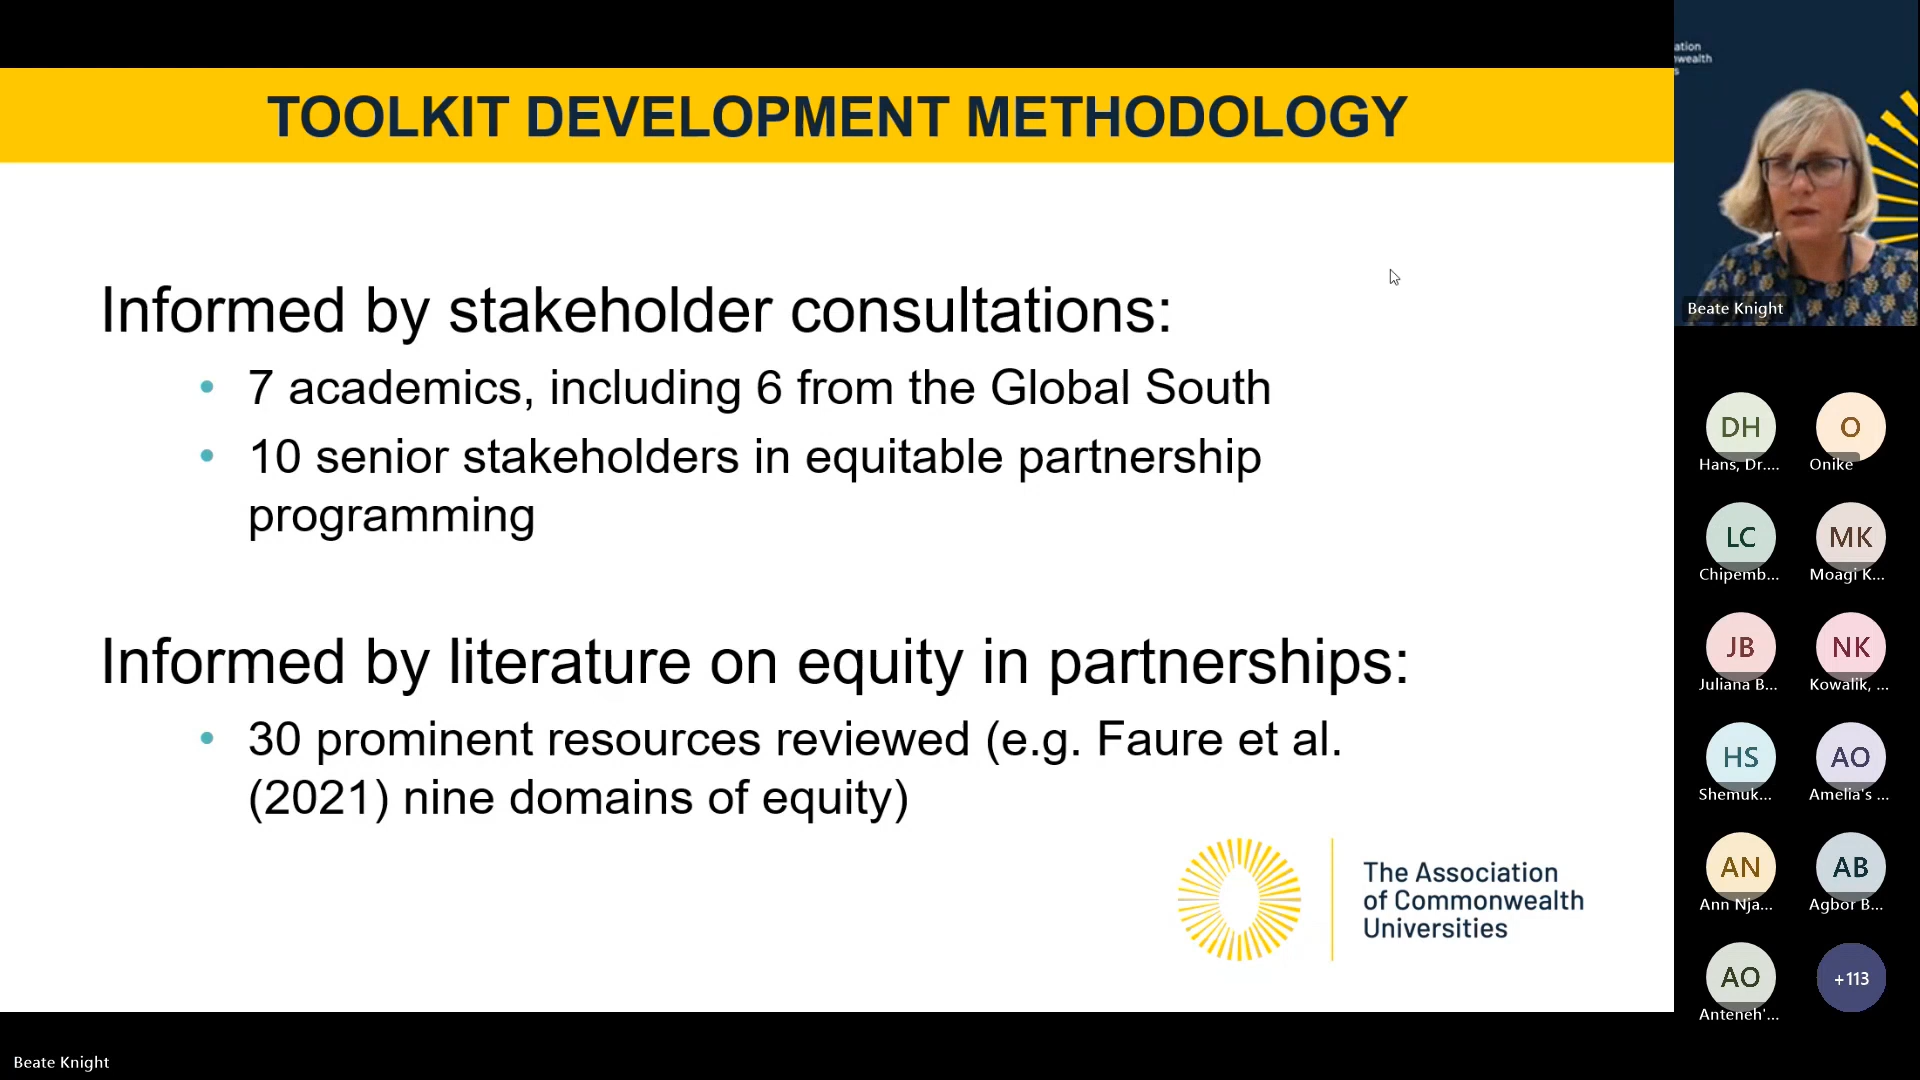 TOOLKIT DEVELOPMENT METHODOLOGY
Informed by stakeholder consultations:
• 7 academics, including 6 from the Global South
• 10 senior stakeholders in equitable partnership
programming
Informed by literature on equity in partnerships:
• 30 prominent resources reviewed (e.g. Faure et al.
(2021) nine domains of equity)
The Association
of Commonwealth
Universities
ation
wealth
s
Beate Knight
DH
Hans, Dr....
O
Onike
LC
Chipemb...
MK
Moagi K...
JB
Juliana B...
NK
Kowalik, ...
HS
Shemuk...
AO
Amelia's ...
AN
Ann Nja...
AB
Agbor B...
AO
Anteneh'...
+113
Beate Knight